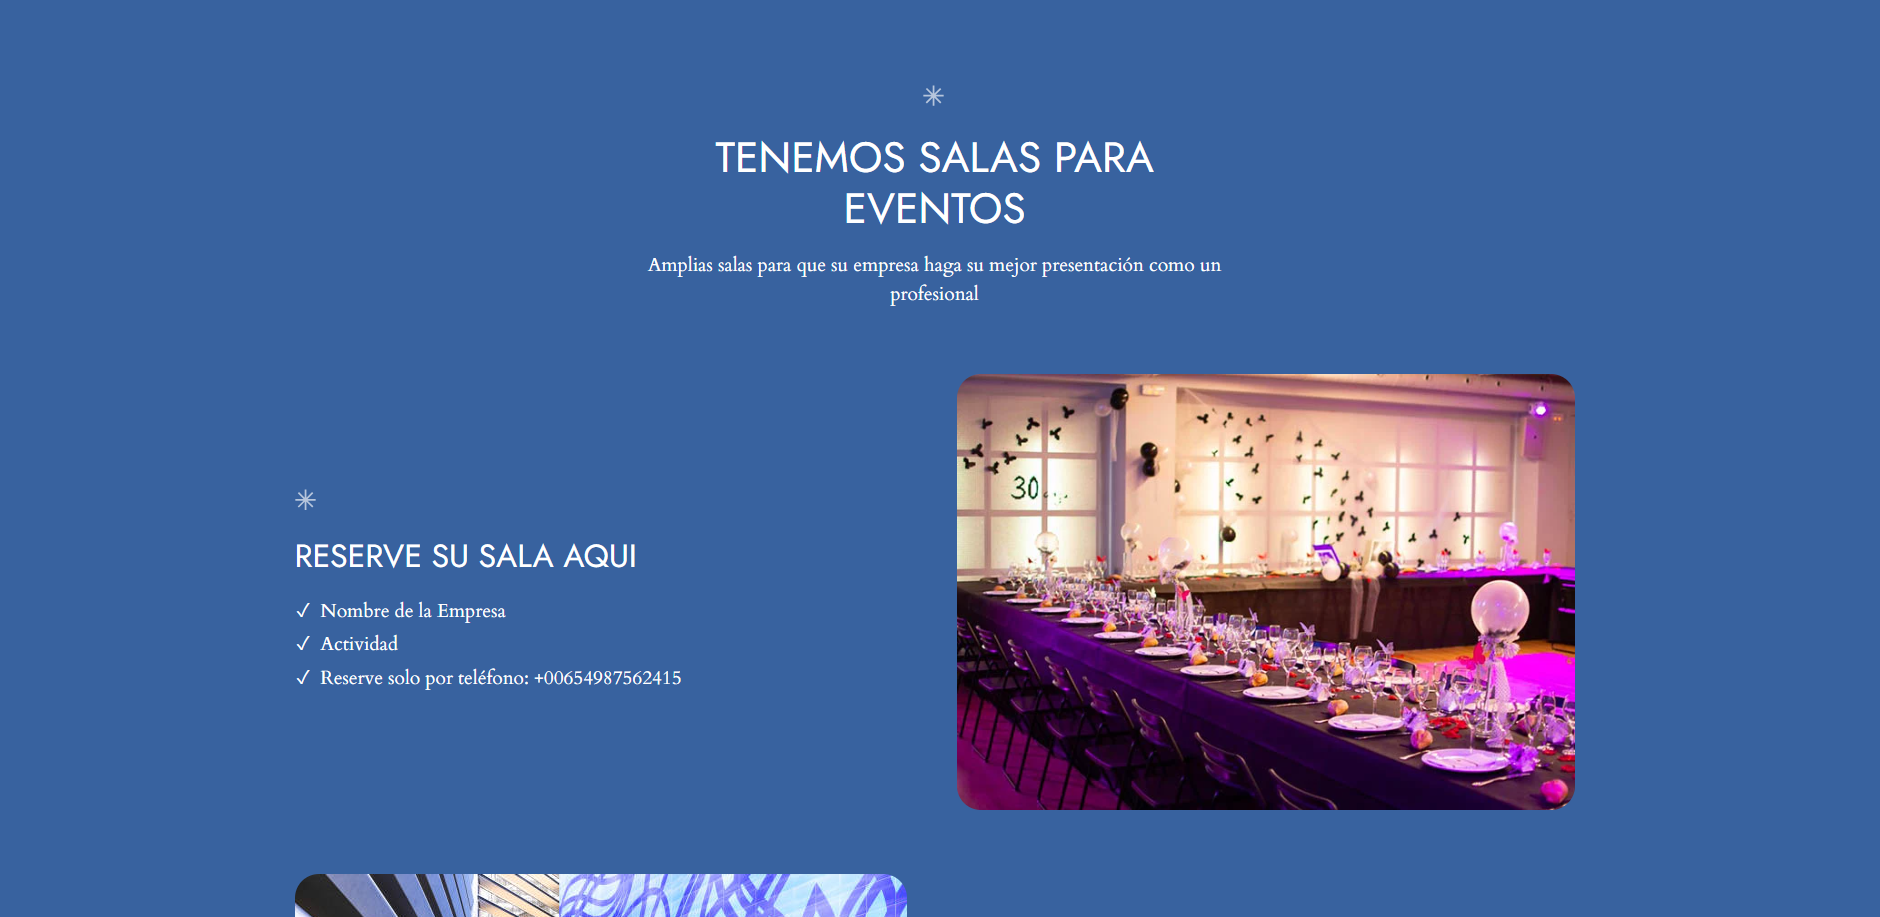 TENEMOS SALAS PARA
EVENTOS
Amplias salas para que su empresa haga su mejor presentación como un
profesional
RESERVE SU SALA AQUI
✓ Nombre de la Empresa
✓ Actividad
✓ Reserve solo por teléfono: +00654987562415
30